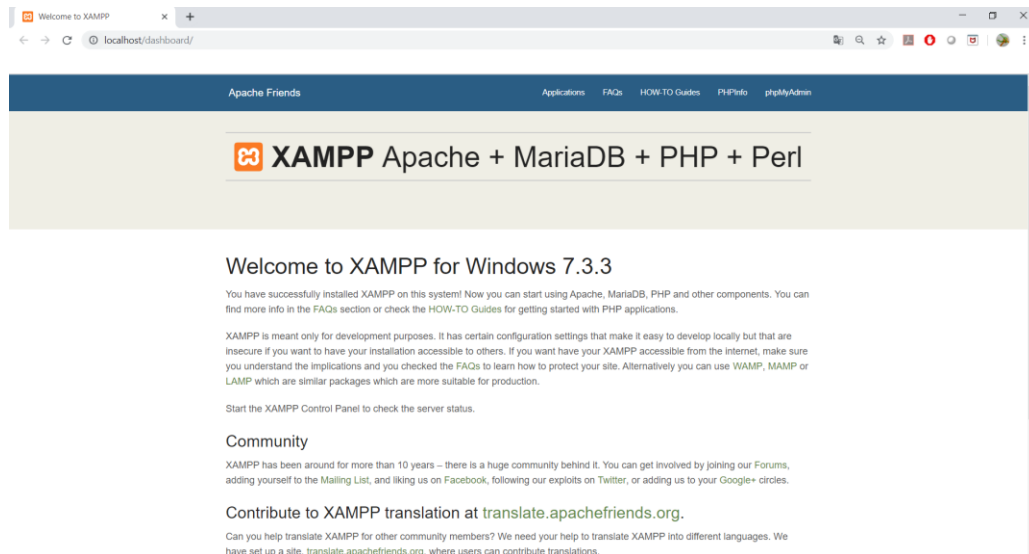 Welcome to XAMPP
localhost/dashboard/
Apache Friends
Applications FAQs HOW-TO Guides PHPInfo phpMyAdmin
XAMPP Apache + MariaDB + PHP + Perl
Welcome to XAMPP for Windows 7.3.3
You have successfully installed XAMPP on this system! Now you can start using Apache, MariaDB, PHP and other components. You can
find more info in the FAQs section or check the HOW-TO Guides for getting started with PHP applications.
XAMPP is meant only for development purposes. It has certain configuration settings that make it easy to develop locally but that are
insecure if you want to have your installation accessible to others. If you want have your XAMPP accessible from the internet, make sure
you understand the implications and you checked the FAQs to learn how to protect your site. Alternatively you can use WAMP, MAMP or
LAMP which are similar packages which are more suitable for production.
Start the XAMPP Control Panel to check the server status.
Community
XAMPP has been around for more than 10 years – there is a huge community behind it. You can get involved by joining our Forums,
adding yourself to the Mailing List, and liking us on Facebook, following our exploits on Twitter, or adding us to your Google+ circles.
Contribute to XAMPP translation at translate.apachefriends.org.
Can you help translate XAMPP for other community members? We need your help to translate XAMPP into different languages. We
have set up a site, translate.apachefriends.org, where users can contribute translations.